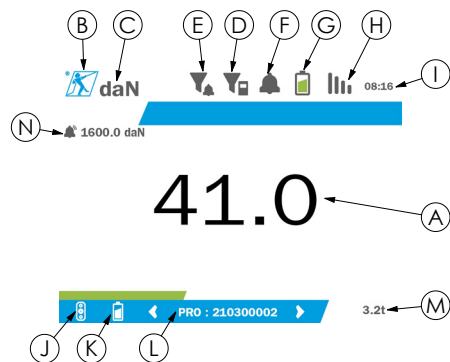 B C E D F G H
daN 08:16 I
N 1600.0 daN
41.0 A
PRO : 210300002 3.2t M
J K L